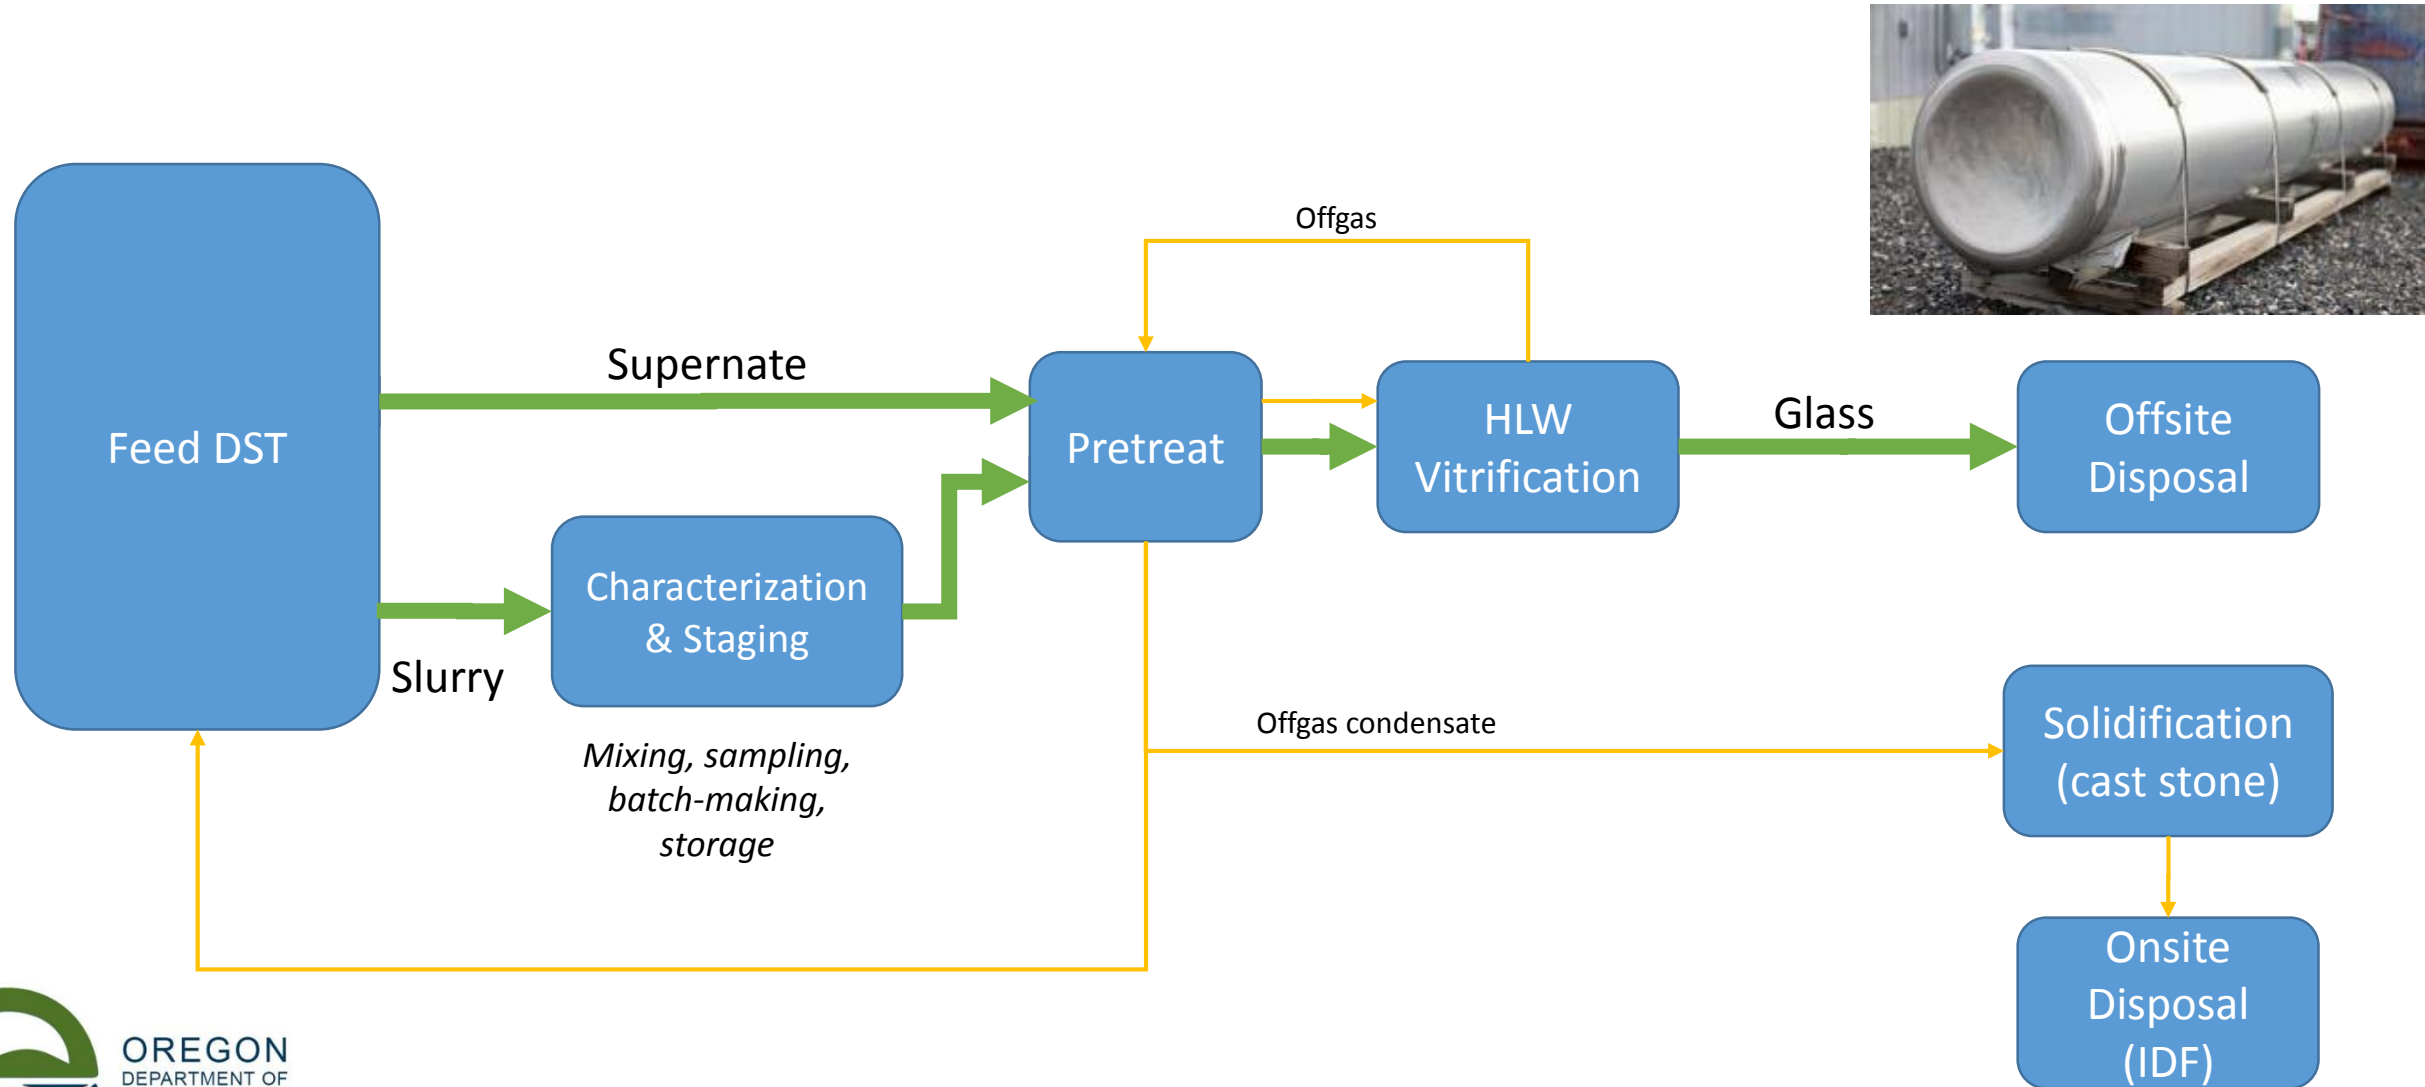 Offgas
Supernate
Feed DST
Pretreat
HLW
Vitrification
Glass
Offsite
Disposal
Characterization
& Staging
Slurry
Mixing, sampling,
batch-making,
storage
Offgas condensate
Solidification
(cast stone)
Onsite
Disposal
(IDF)
OREGON
DEPARTMENT OF